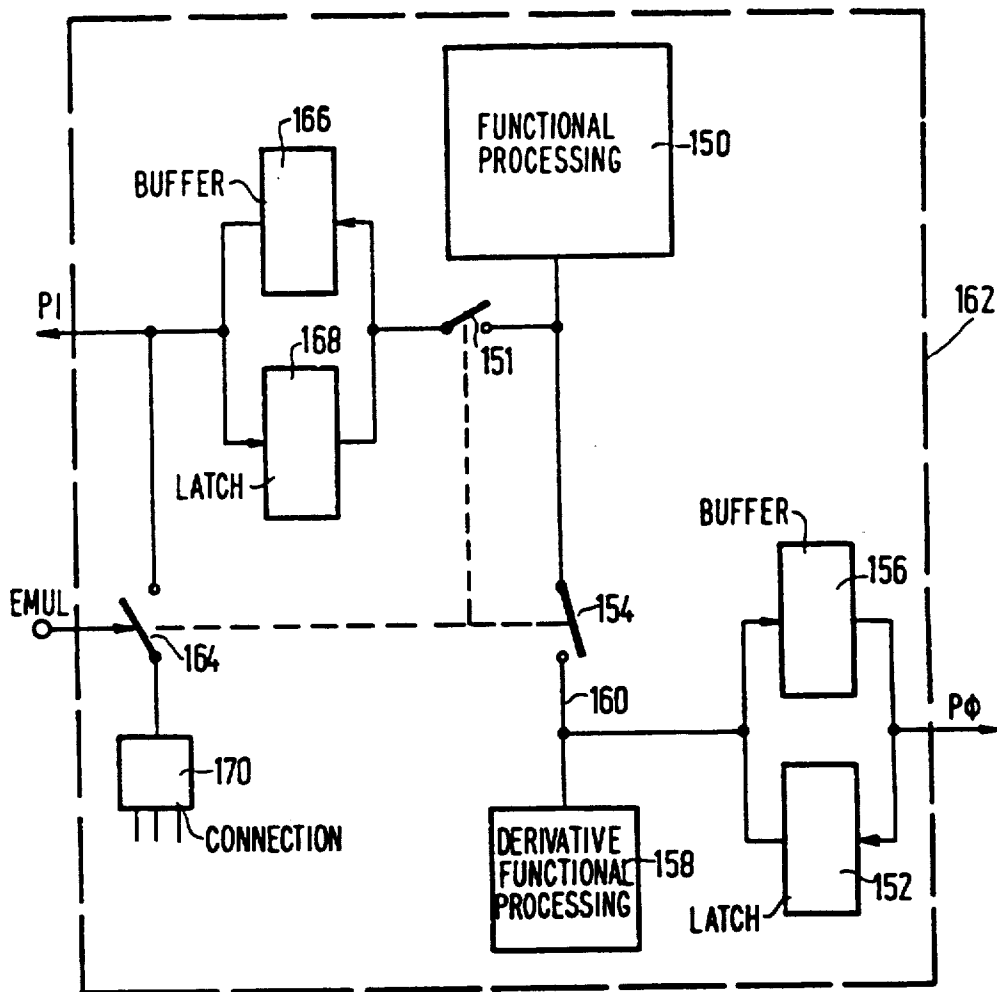 166
FUNCTIONAL
PROCESSING
150
BUFFER
162
P1
168
151
LATCH
BUFFER
156
EMUL
154
164
160
PΦ
170
CONNECTION
DERIVATIVE
FUNCTIONAL
PROCESSING
158
152
LATCH